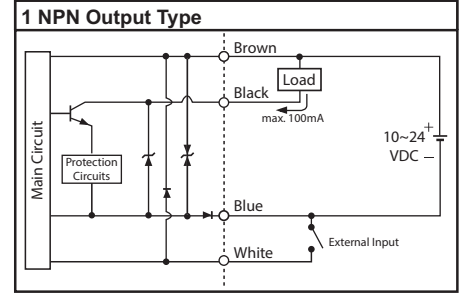 1 NPN Output Type
Brown
Load
Black
max. 100mA
10~24 +
VDC –
Main Circuit
Protection
Circuits
Blue
External Input
White